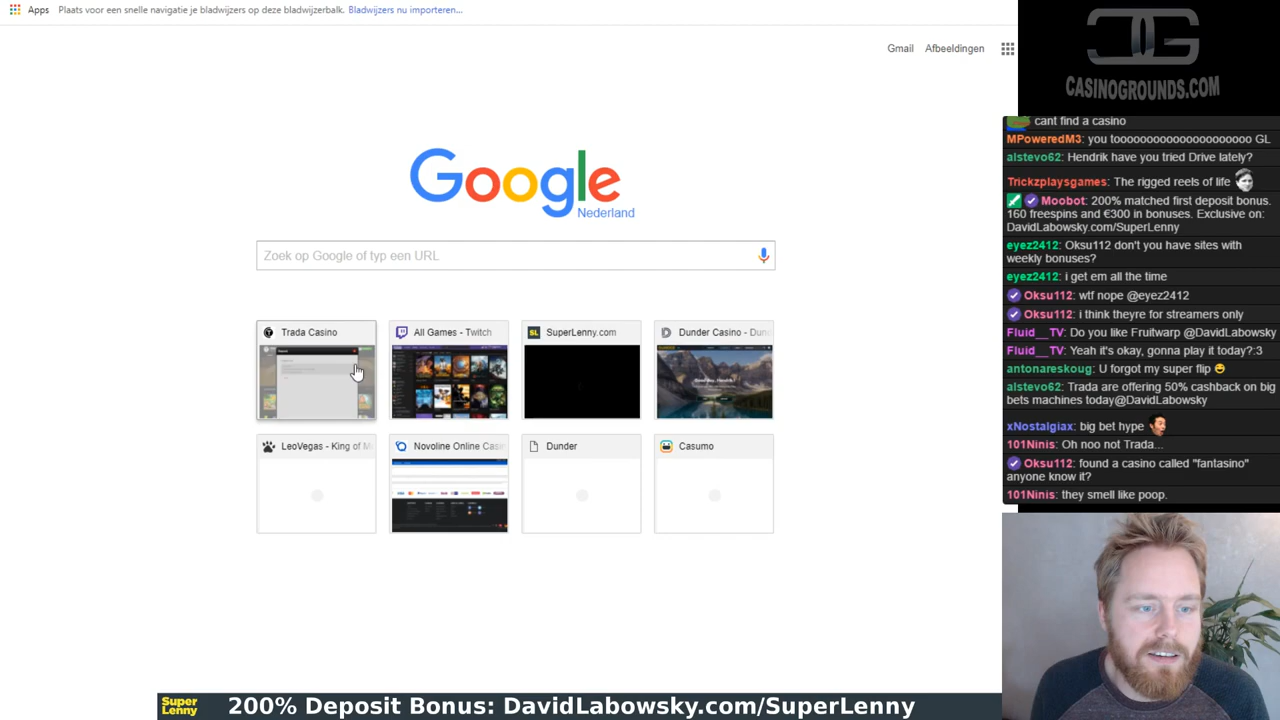 Apps Plaats voor een snelle navigatie je bladwijzers op deze bladwijzerbalk. Bladwijzers nu importeren...
Gmail Afbeeldingen
Google
Nederland
Zoek op Google of typ een URL
Trada Casino
All Games - Twitch
SL SuperLenny.com
Dunder Casino - Dun
LeoVegas - King of M
Novoline Online Casi
Dunder
Casumo
CASINOGROUNDS.COM
cant find a casino
MPoweredM3: you tooooooooooooooooooooo GL
alstevo62: Hendrik have you tried Drive lately?
Trickzplaysgames: The rigged reels of life
Moobot: 200% matched first deposit bonus.
160 freespins and €300 in bonuses. Exclusive on:
DavidLabowsky.com/SuperLenny
eyez2412: Oksu112 don't you have sites with
weekly bonuses?
eyez2412: i get em all the time
Oksu112: wtf nope @eyez2412
Oksu112: i think theyre for streamers only
Fluid__TV: Do you like Fruitwarp @DavidLabowsky
Fluid__TV: Yeah it's okay, gonna play it today?:3
antonareskoug: U forgot my super flip
alstevo62: Trada are offering 50% cashback on big
bets machines today@DavidLabowsky
xNostalgiax: big bet hype
101Ninis: Oh noo not Trada...
Oksu112: found a casino called "fantasino"
anyone know it?
101Ninis: they smell like poop.
Super
Lenny
200% Deposit Bonus: DavidLabowsky.com/SuperLenny